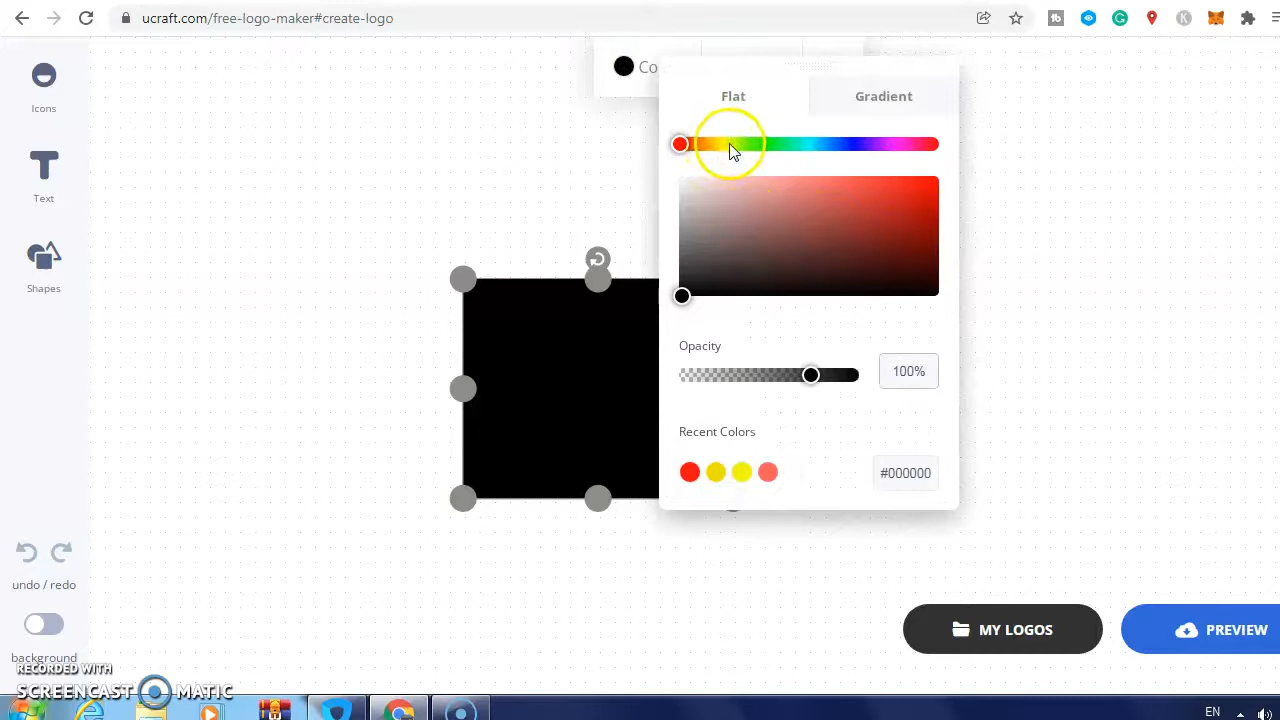 ucraft.com/free-logo-maker#create-logo
Co
Flat
Gradient
Icons
Text
Shapes
Opacity
100%
Recent Colors
#000000
undo / redo
background
MY LOGOS
PREVIEW
RECORDED WITH
SCREENCAST MATIC
EN